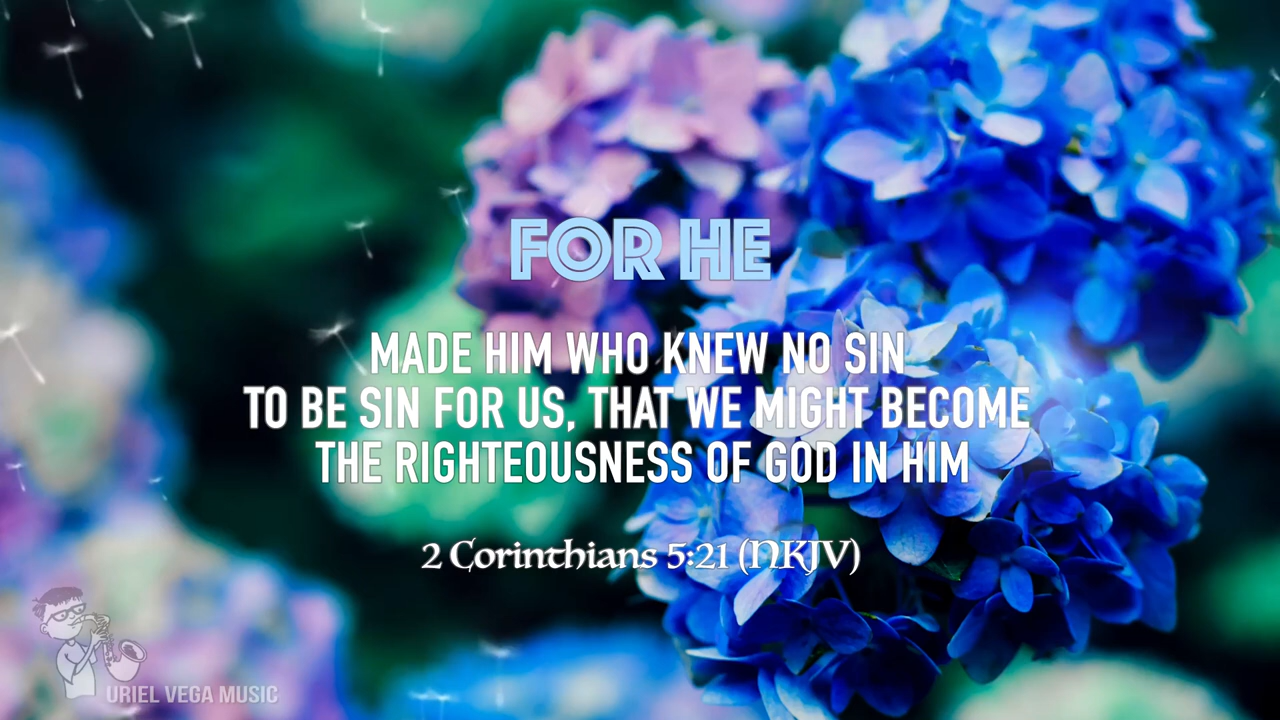 FOR HE
MADE HIM WHO KNEW NO SIN
TO BE SIN FOR US, THAT WE MIGHT BECOME
THE RIGHTEOUSNESS OF GOD IN HIM
2 Corinthians 5:21 (NKJV)
URIEL VEGA MUSIC